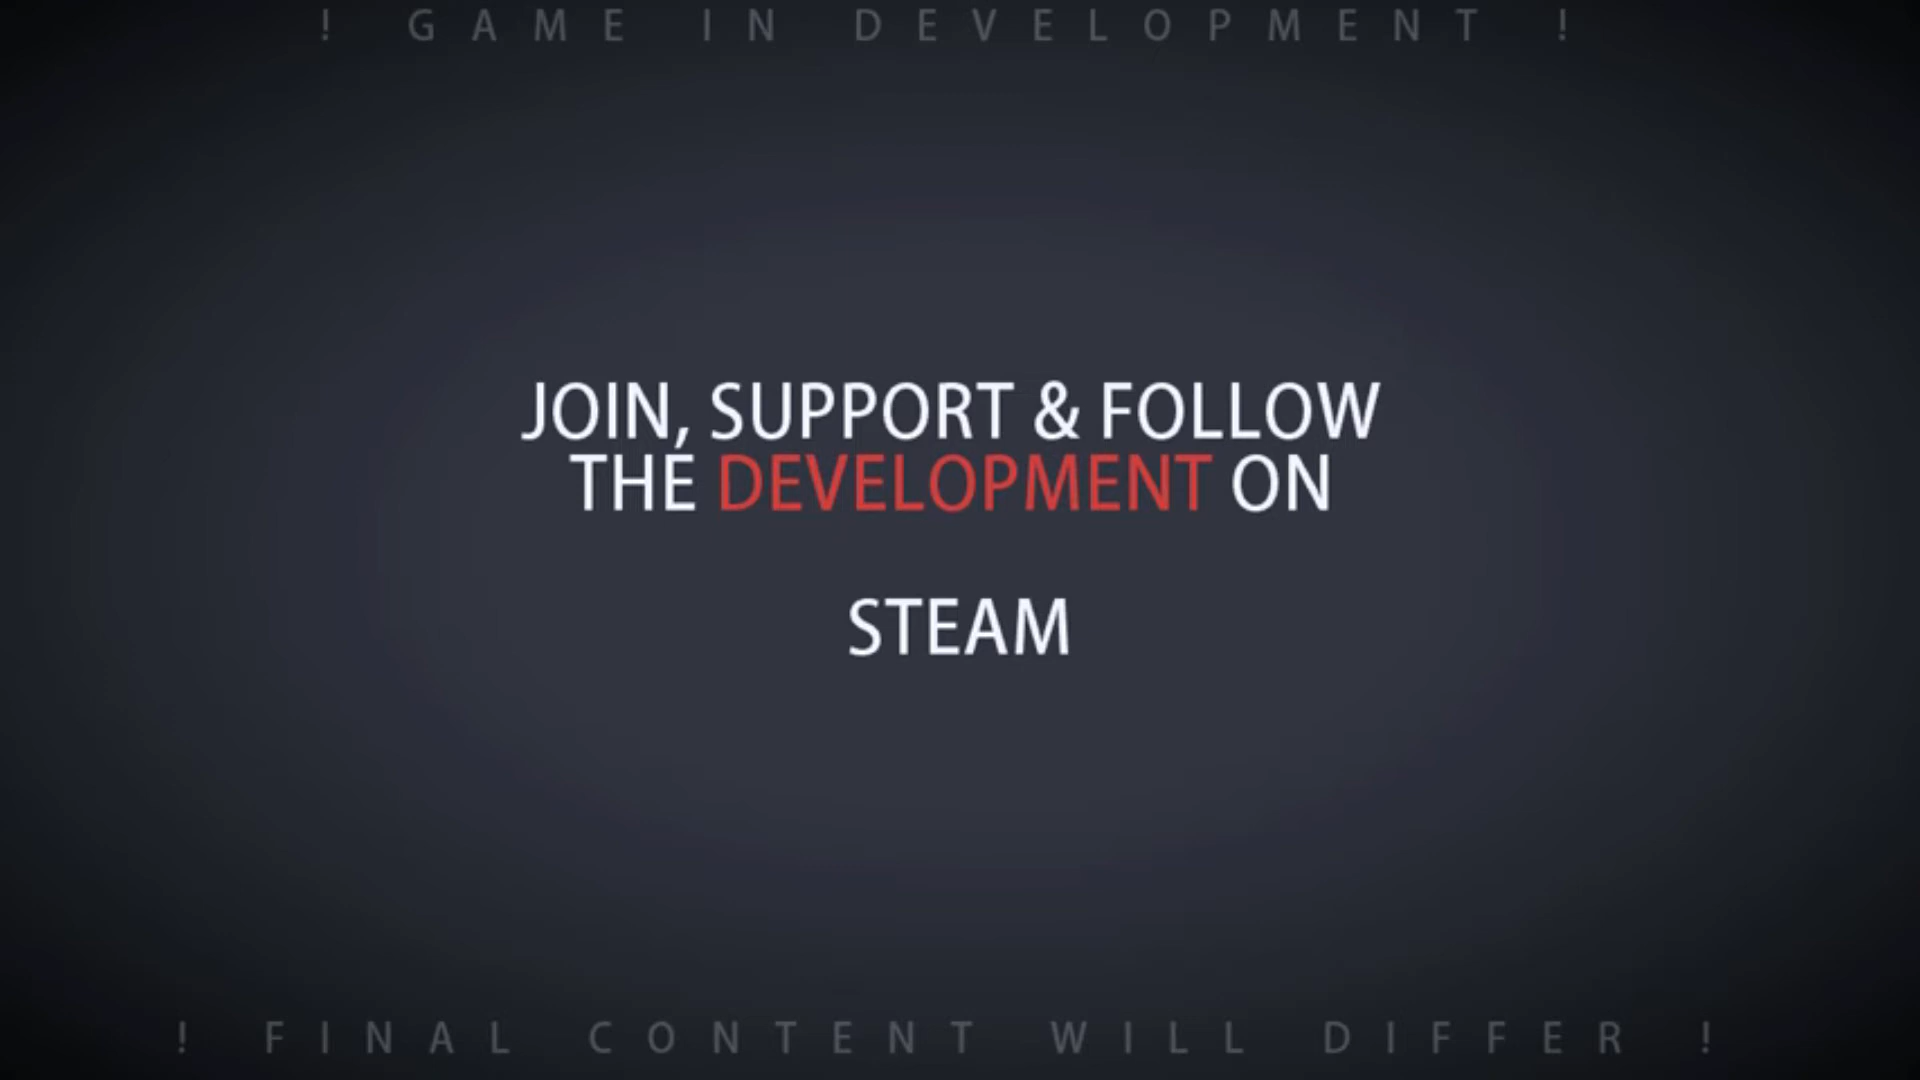 ! GAME IN DEVELOPMENT !
JOIN, SUPPORT & FOLLOW
THE DEVELOPMENT ON
STEAM
! FINAL CONTENT WILL DIFFER !